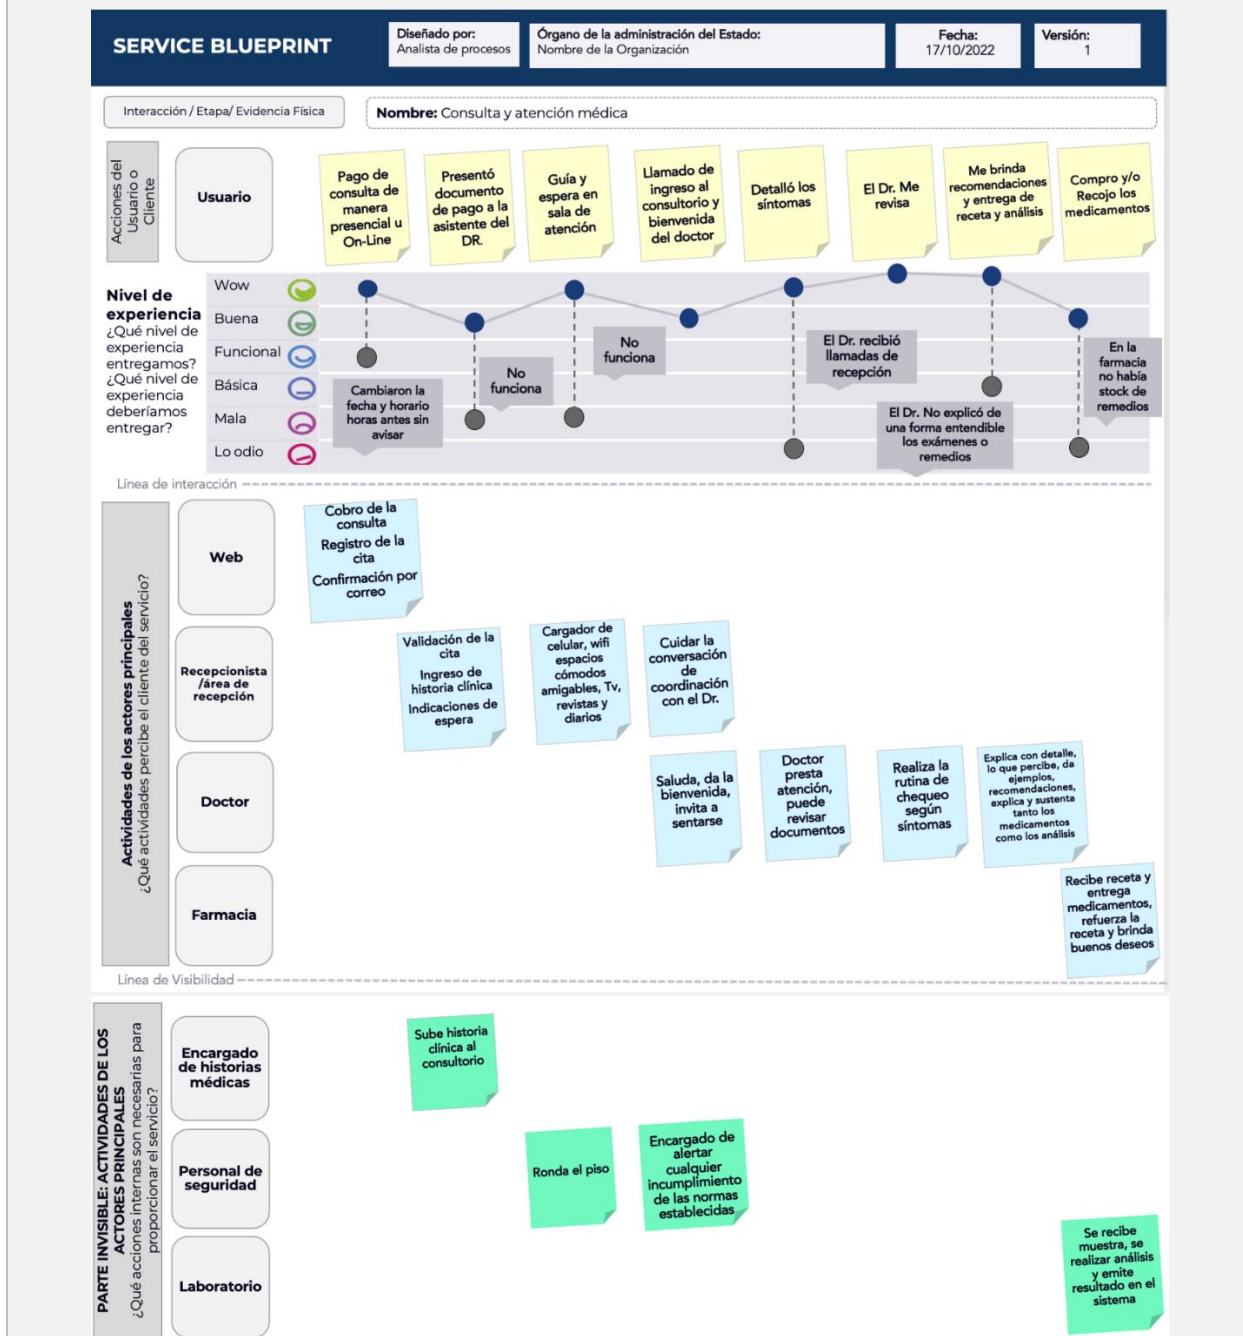 SERVICE BLUEPRINT
Diseñado por:
Analista de procesos
Órgano de la administración del Estado:
Nombre de la Organización
Fecha:
17/10/2022
Versión:
1
Interacción / Etapa/ Evidencia Física
Nombre: Consulta y atención médica
Acciones del
Usuario o
Cliente
Usuario
Pago de
consulta de
manera
presencial u
On-Line
Presentó
documento
de pago a la
asistente del
DR.
Guía y
espera en
sala de
atención
Llamado de
ingreso al
consultorio y
bienvenida
del doctor
Detalló los
síntomas
El Dr. Me
revisa
Me brinda
recomendaciones
y entrega de
receta y análisis
Compro y/o
Recojo los
medicamentos
Nivel de
experiencia
¿Qué nivel de
experiencia
entregamos?
¿Qué nivel de
experiencia
deberíamos
entregar?
Wow
Buena
Funcional
Básica
Mala
Lo odio
Cambiaron la
fecha y horario
horas antes sin
avisar
No
funciona
No
funciona
El Dr. recibió
llamadas de
recepción
El Dr. No explicó de
una forma entendible
los exámenes o
remedios
En la
farmacia
no había
stock de
remedios
Línea de interacción
Actividades de los actores principales
¿Qué actividades percibe el cliente del servicio?
Web
Cobro de la
consulta
Registro de la
cita
Confirmación por
correo
Recepcionista
/área de
recepción
Validación de la
cita
Ingreso de
historia clínica
Indicaciones de
espera
Cargador de
celular, wifi
espacios
cómodos
amigables, Tv,
revistas y
diarios
Cuidar la
conversación
de
coordinación
con el Dr.
Doctor
Saluda, da la
bienvenida,
invita a
sentarse
Doctor
presta
atención,
puede
revisar
documentos
Realiza la
rutina de
chequeo
según
síntomas
Explica con detalle,
lo que percibe, da
ejemplos,
recomendaciones,
explica y sustenta
tanto los
medicamentos
como los análisis
Farmacia
Recibe receta y
entrega
medicamentos,
refuerza la
receta y brinda
buenos deseos
Línea de Visibilidad
PARTE INVISIBLE: ACTIVIDADES DE LOS
ACTORES PRINCIPALES
¿Qué acciones internas son necesarias para
proporcionar el servicio?
Encargado
de historias
médicas
Sube historia
clínica al
consultorio
Personal de
seguridad
Ronda el piso
Encargado de
alertar
cualquier
incumplimiento
de las normas
establecidas
Laboratorio
Se recibe
muestra, se
realizar análisis
y emite
resultado en el
sistema